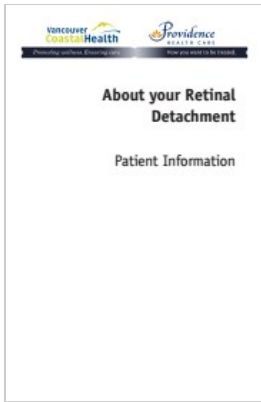 Vancouver
CoastalHealth
Providence
HEALTH CARE
Promoting wellness. Ensuring care.
How you want to be treated.
About your Retinal
Detachment
Patient Information